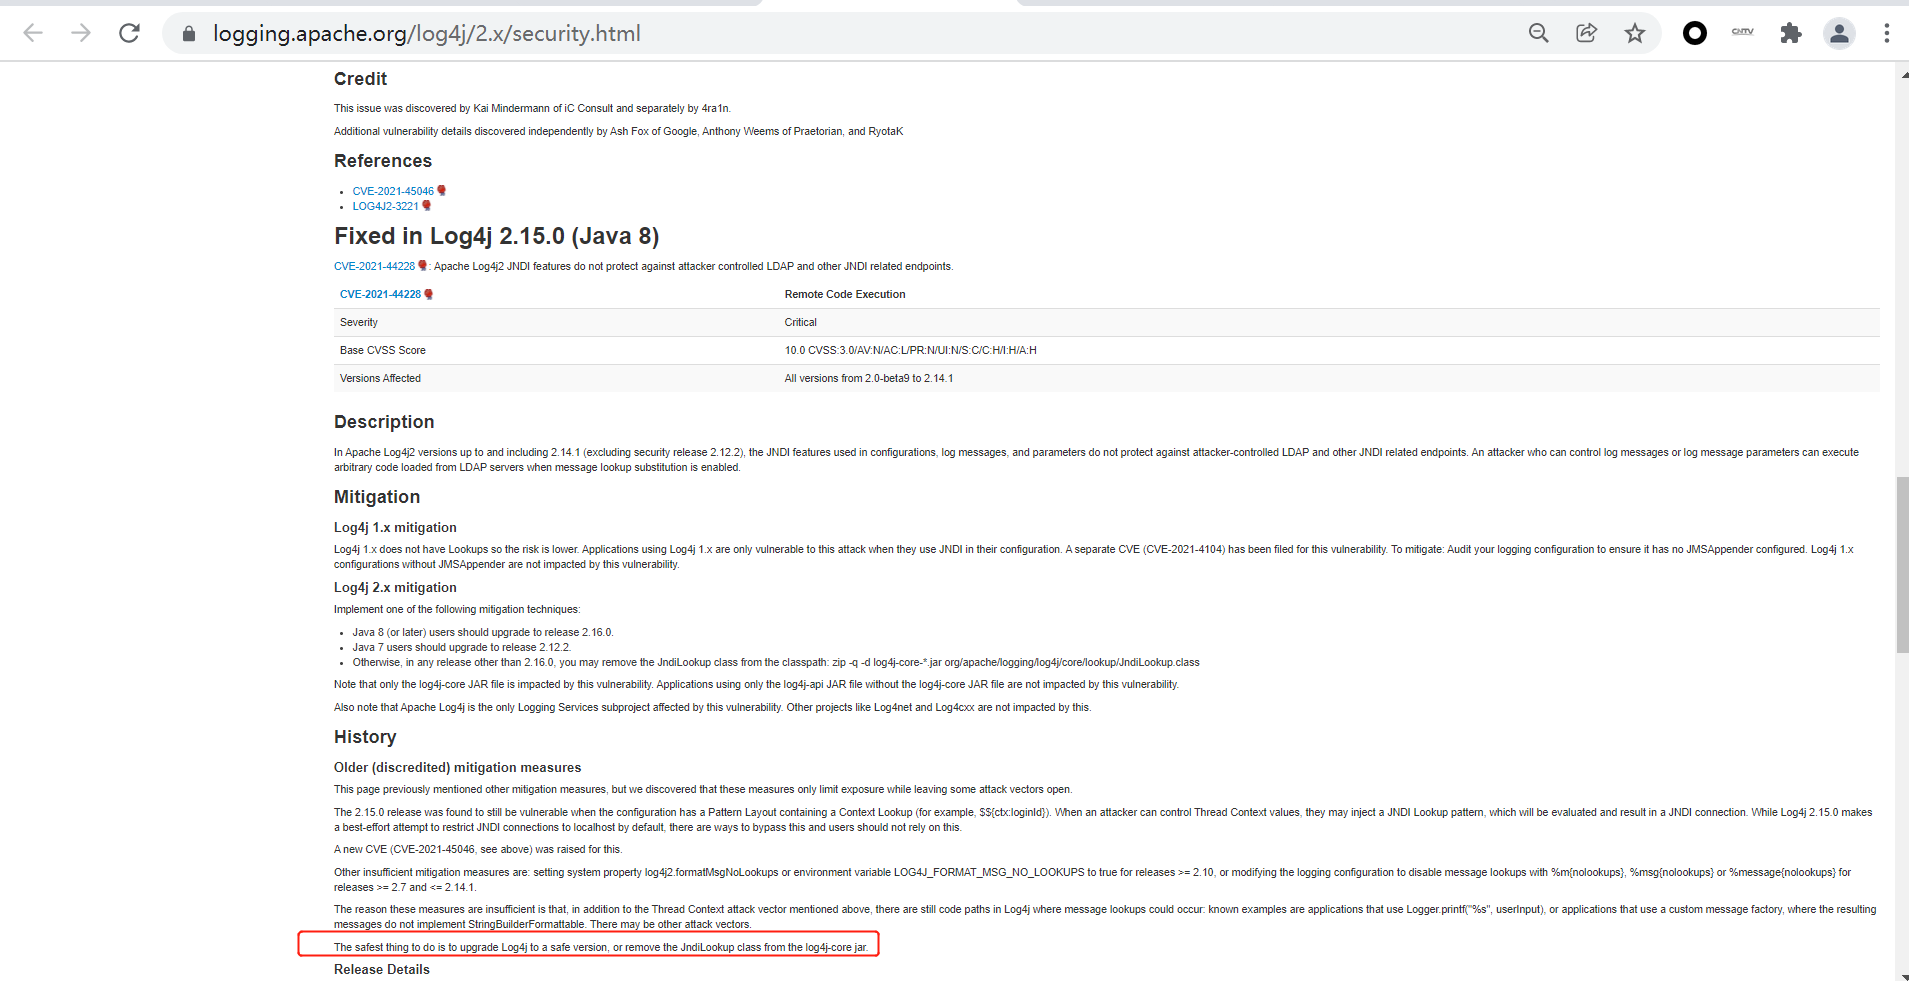 logging.apache.org/log4j/2.x/security.html
CNTV
Credit
This issue was discovered by Kai Mindermann of iC Consult and separately by 4ra1n.
Additional vulnerability details discovered independently by Ash Fox of Google, Anthony Weems of Praetorian, and RyotaK
References
• CVE-2021-45046
• LOG4J2-3221
Fixed in Log4j 2.15.0 (Java 8)
CVE-2021-44228 : Apache Log4j2 JNDI features do not protect against attacker controlled LDAP and other JNDI related endpoints.
CVE-2021-44228 Remote Code Execution
Severity Critical
Base CVSS Score 10.0 CVSS:3.0/AV:N/AC:L/PR:N/UI:N/S:C/C:H/I:H/A:H
Versions Affected All versions from 2.0-beta9 to 2.14.1
Description
In Apache Log4j2 versions up to and including 2.14.1 (excluding security release 2.12.2), the JNDI features used in configurations, log messages, and parameters do not protect against attacker-controlled LDAP and other JNDI related endpoints. An attacker who can control log messages or log message parameters can execute
arbitrary code loaded from LDAP servers when message lookup substitution is enabled.
Mitigation
Log4j 1.x mitigation
Log4j 1.x does not have Lookups so the risk is lower. Applications using Log4j 1.x are only vulnerable to this attack when they use JNDI in their configuration. A separate CVE (CVE-2021-4104) has been filed for this vulnerability. To mitigate: Audit your logging configuration to ensure it has no JMSAppender configured. Log4j 1.x
configurations without JMSAppender are not impacted by this vulnerability.
Log4j 2.x mitigation
Implement one of the following mitigation techniques:
• Java 8 (or later) users should upgrade to release 2.16.0.
• Java 7 users should upgrade to release 2.12.2.
• Otherwise, in any release other than 2.16.0, you may remove the JndiLookup class from the classpath: zip -q -d log4j-core-*.jar org/apache/logging/log4j/core/lookup/JndiLookup.class
Note that only the log4j-core JAR file is impacted by this vulnerability. Applications using only the log4j-api JAR file without the log4j-core JAR file are not impacted by this vulnerability.
Also note that Apache Log4j is the only Logging Services subproject affected by this vulnerability. Other projects like Log4net and Log4cxx are not impacted by this.
History
Older (discredited) mitigation measures
This page previously mentioned other mitigation measures, but we discovered that these measures only limit exposure while leaving some attack vectors open.
The 2.15.0 release was found to still be vulnerable when the configuration has a Pattern Layout containing a Context Lookup (for example, $${ctx:loginId}). When an attacker can control Thread Context values, they may inject a JNDI Lookup pattern, which will be evaluated and result in a JNDI connection. While Log4j 2.15.0 makes
a best-effort attempt to restrict JNDI connections to localhost by default, there are ways to bypass this and users should not rely on this.
A new CVE (CVE-2021-45046, see above) was raised for this.
Other insufficient mitigation measures are: setting system property log4j2.formatMsgNoLookups or environment variable LOG4J_FORMAT_MSG_NO_LOOKUPS to true for releases >= 2.10, or modifying the logging configuration to disable message lookups with %m{nolookups}, %msg{nolookups} or %message{nolookups} for
releases >= 2.7 and <= 2.14.1.
The reason these measures are insufficient is that, in addition to the Thread Context attack vector mentioned above, there are still code paths in Log4j where message lookups could occur: known examples are applications that use Logger.printf("%s", userInput), or applications that use a custom message factory, where the resulting
messages do not implement StringBuilderFormattable. There may be other attack vectors.
The safest thing to do is to upgrade Log4j to a safe version, or remove the JndiLookup class from the log4j-core jar.
Release Details